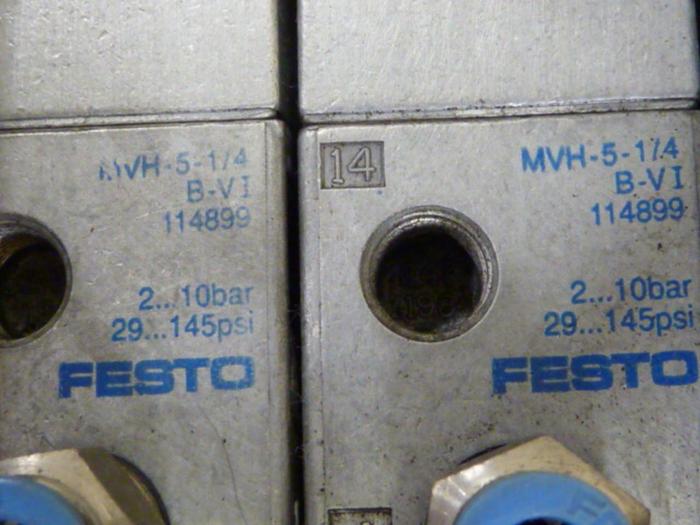 MVH-5-1/4
B-VI
114899
2...10bar
29...145psi
FESTO
14
MVH-5-1/4
B-VI
114899
2...10bar
29...145psi
FESTO